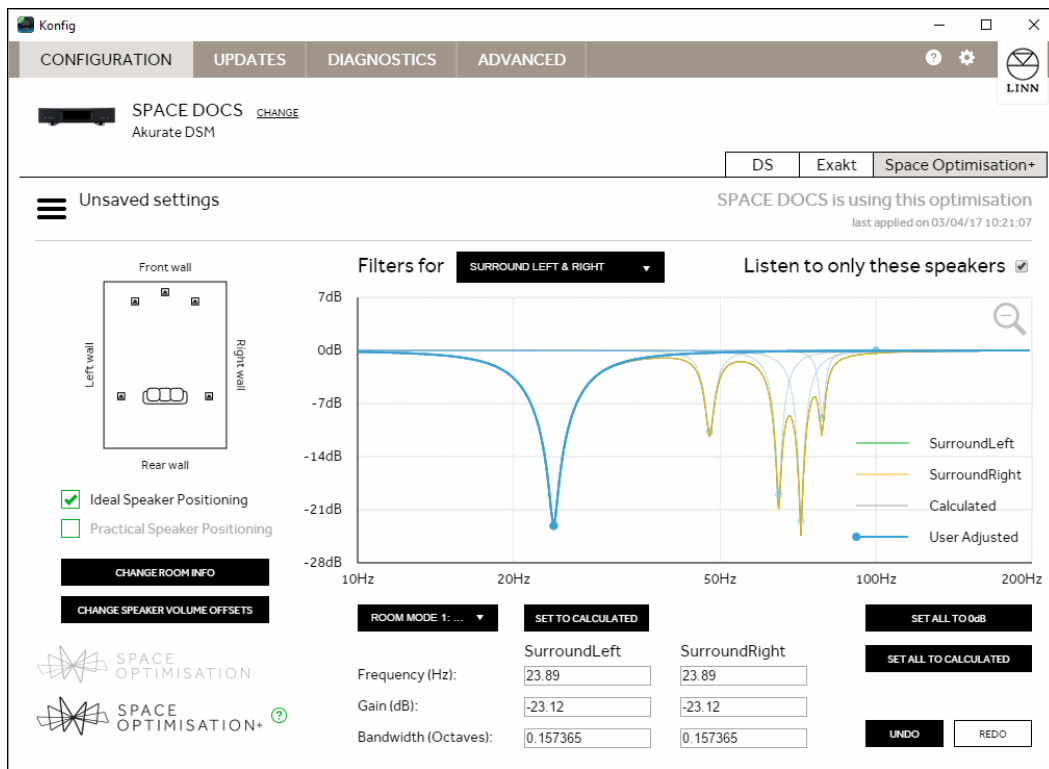 Konfig
CONFIGURATION UPDATES DIAGNOSTICS ADVANCED ?
LINN
SPACE DOCS CHANGE
Akurate DSM
DS Exakt Space Optimisation+
Unsaved settings
SPACE DOCS is using this optimisation
last applied on 03/04/17 10:21:07
Front wall
Left wall
Right wall
Rear wall
Ideal Speaker Positioning
Practical Speaker Positioning
CHANGE ROOM INFO
CHANGE SPEAKER VOLUME OFFSETS
SPACE
OPTIMISATION
SPACE
OPTIMISATION+ ?
Filters for SURROUND LEFT & RIGHT
Listen to only these speakers
7dB
0dB
-7dB
-14dB
-21dB
-28dB
10Hz 20Hz 50Hz 100Hz 200Hz
SurroundLeft
SurroundRight
Calculated
User Adjusted
ROOM MODE 1: ... SET TO CALCULATED SET ALL TO 0dB
SET ALL TO CALCULATED
SurroundLeft SurroundRight
Frequency (Hz): 23.89 23.89
Gain (dB): -23.12 -23.12
Bandwidth (Octaves): 0.157365 0.157365
UNDO REDO